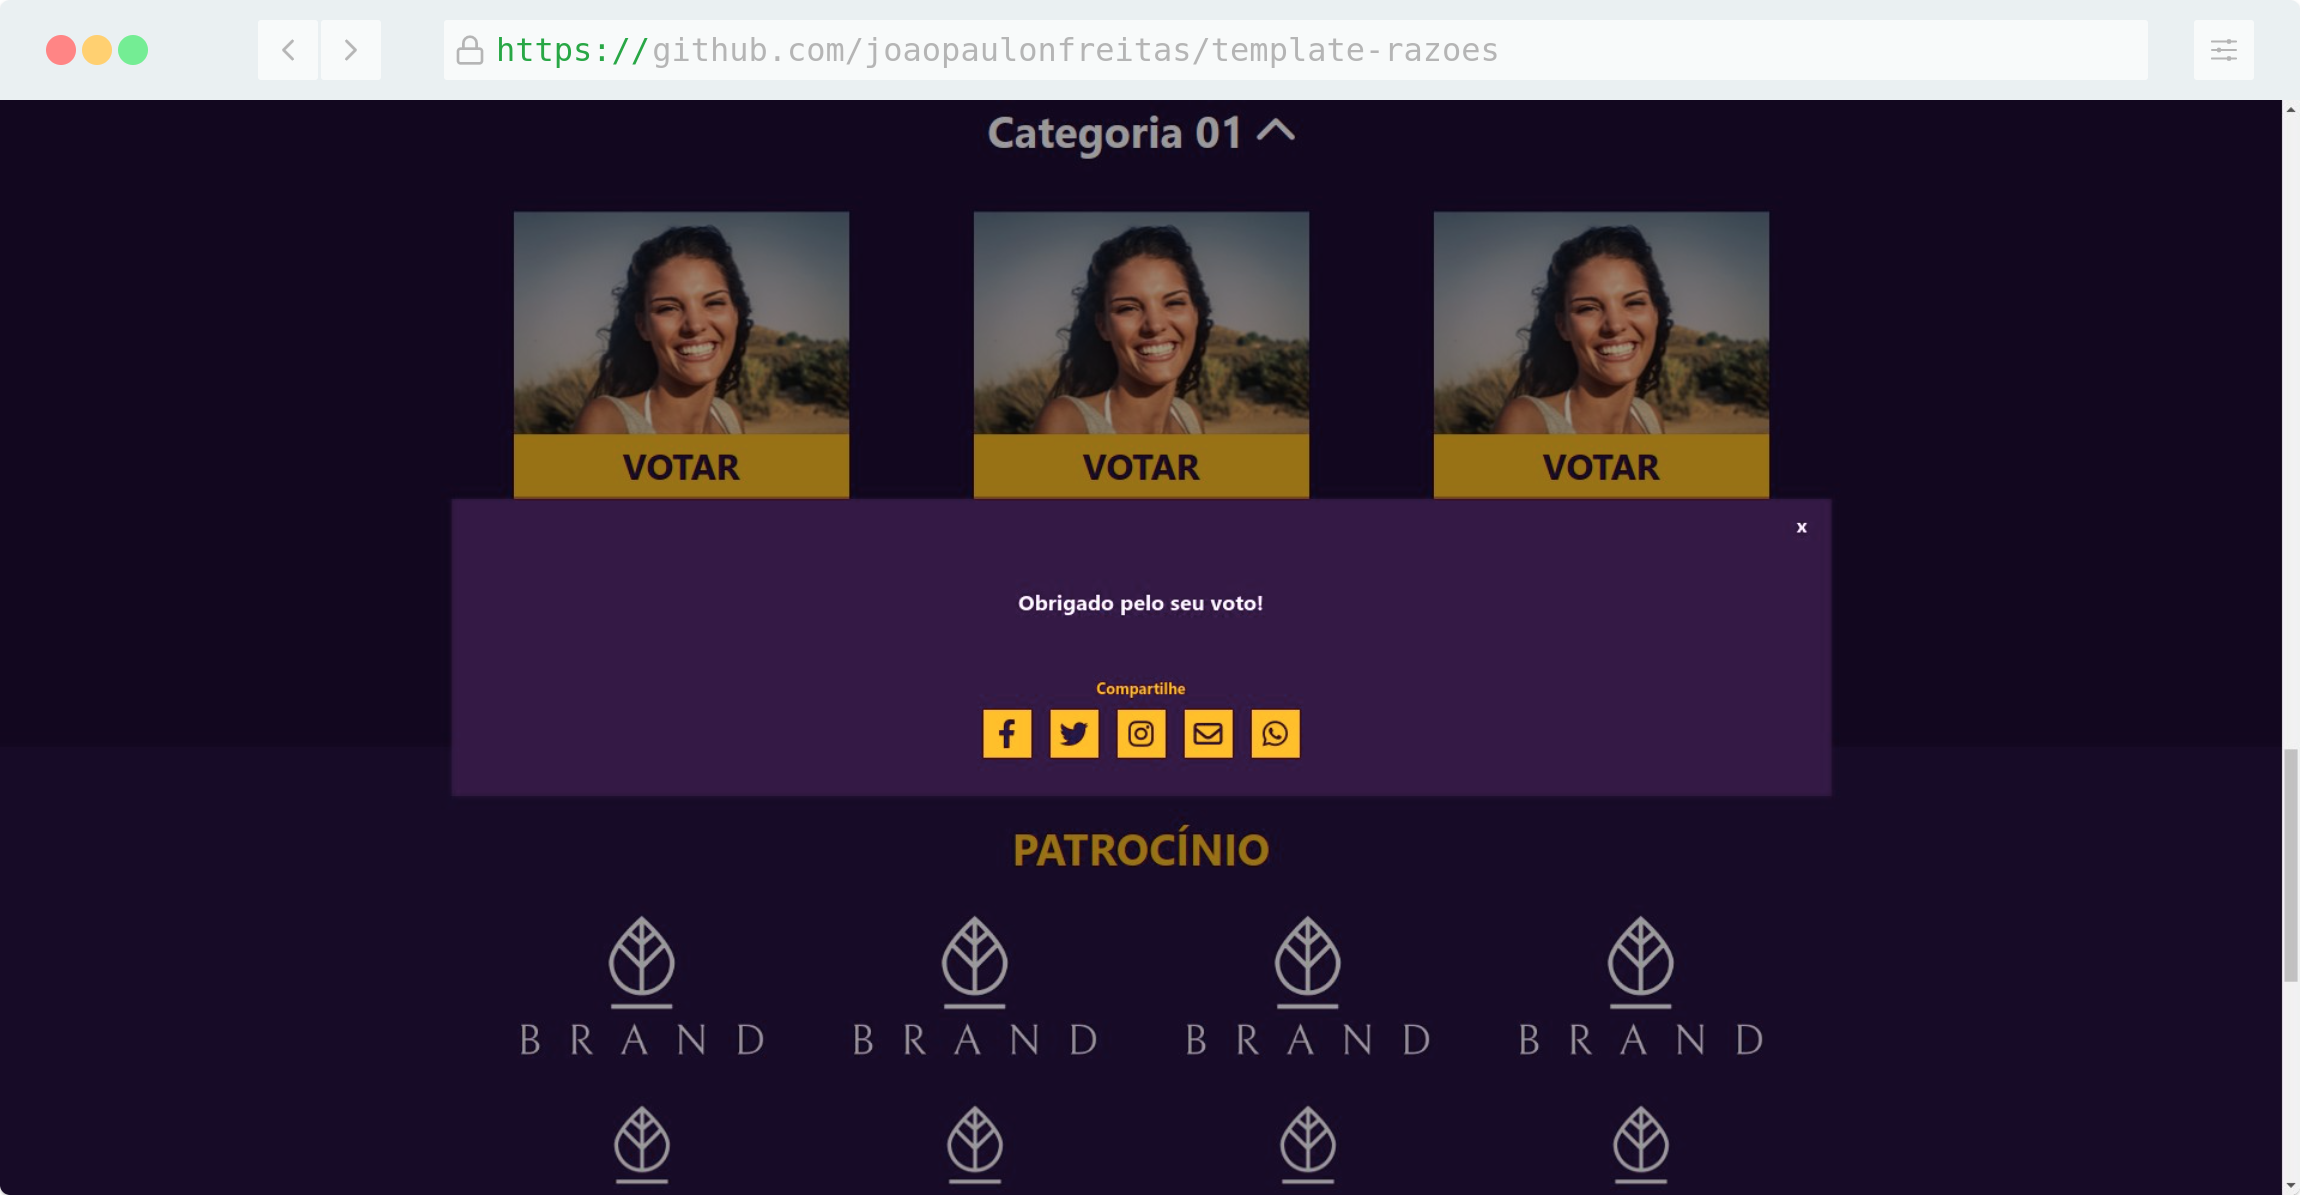 https://github.com/joaopaulonfreitas/template-razoes
Categoria 01
VOTAR VOTAR VOTAR
x
Obrigado pelo seu voto!
Compartilhe
PATROCÍNIO
BRAND BRAND BRAND BRAND